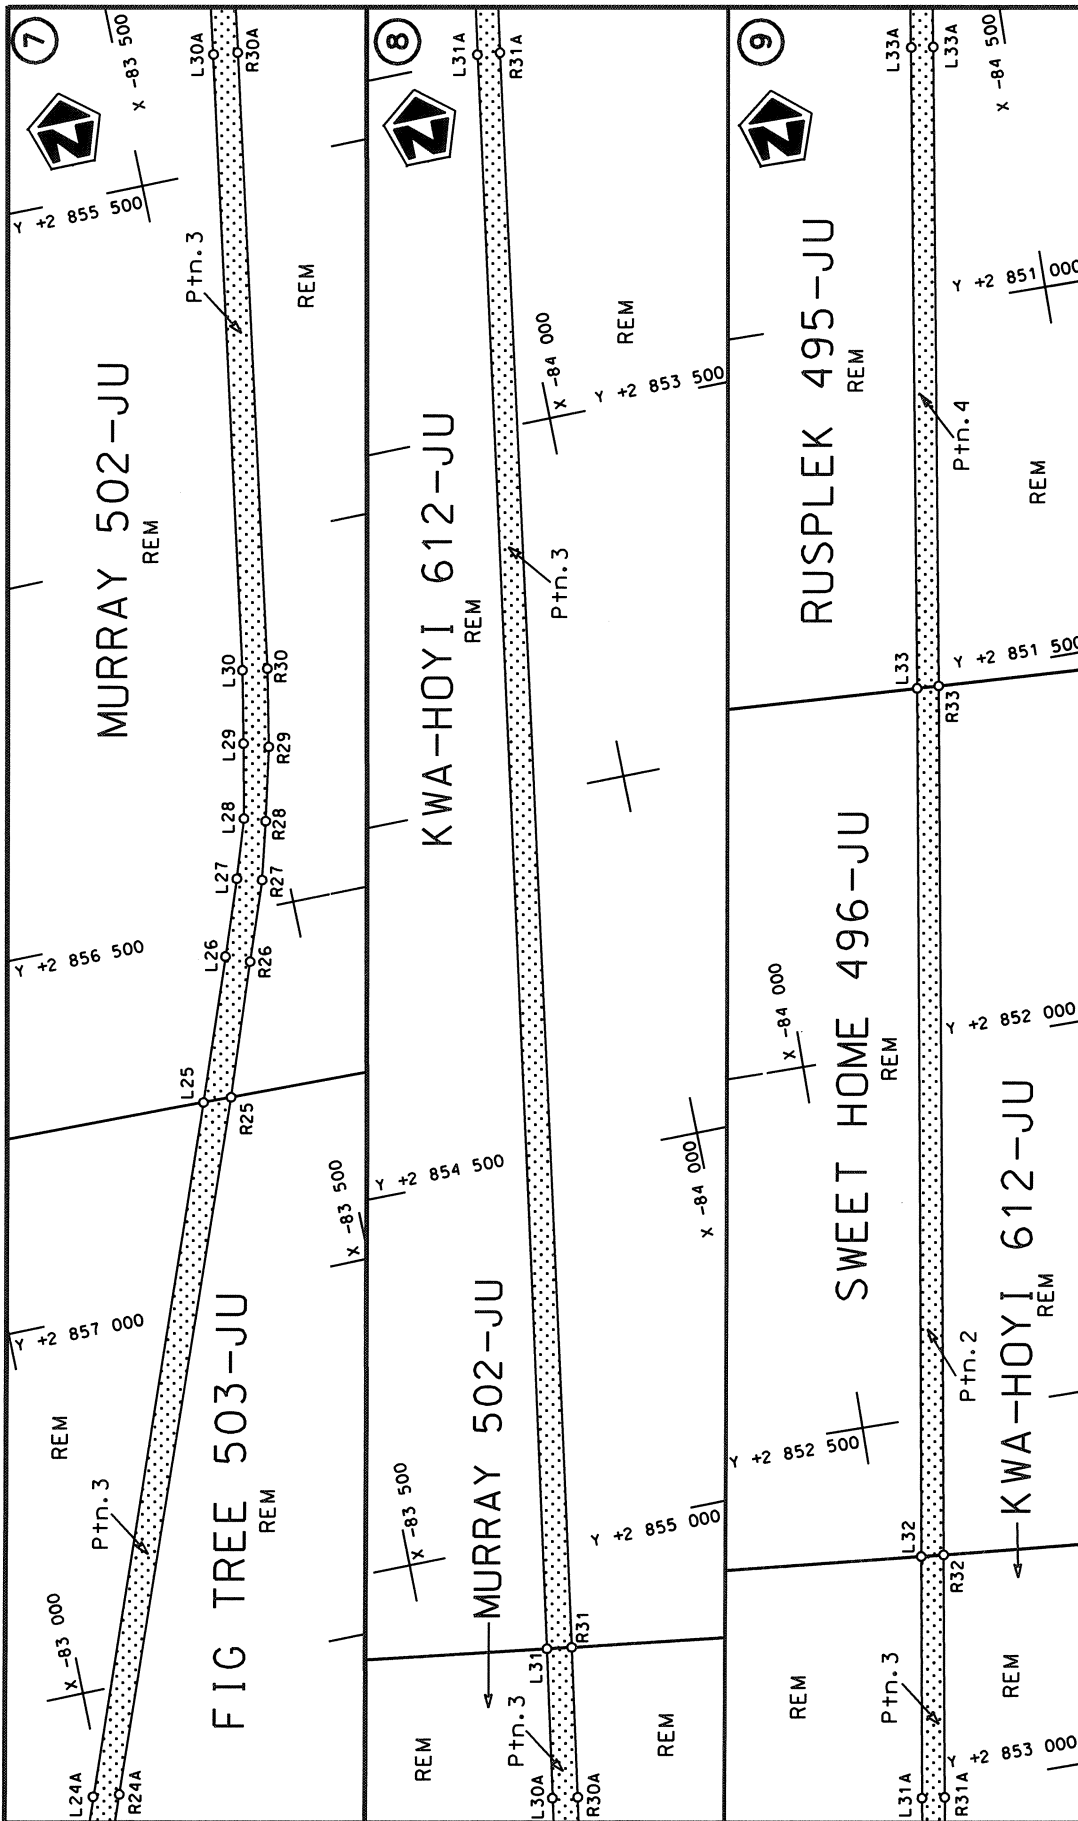 7
L24A
R24A
X -83 000
Ptn.3
REM
Y +2 857 000
FIG TREE 503-JU
REM
X -83 500
L25
R25
Y +2 856 500
L26
R26
L27
R27
L28
R28
L29
R29
L30
R30
MURRAY 502-JU
REM
Ptn.3
REM
Y +2 855 500
X -83 500
L30A
R30A
N
8
L30A
R30A
REM
Ptn.3
REM
L31
R31
MURRAY 502-JU
X -83 500
Y +2 855 000
Y +2 854 500
X -84 000
KWA-HOYI 612-JU
REM
Ptn.3
X -84 000
Y +2 853 500
REM
L31A
R31A
N
9
L31A
R31A
Y +2 853 000
REM
Ptn.3
REM
L32
R32
KWA-HOYI 612-JU
REM
Y +2 852 500
Ptn.2
SWEET HOME 496-JU
REM
X -84 000
Y +2 852 000
L33
R33
Y +2 851 500
RUSPLEK 495-JU
REM
Ptn.4
REM
Y +2 851 000
X -84 500
L33A
L33A
N